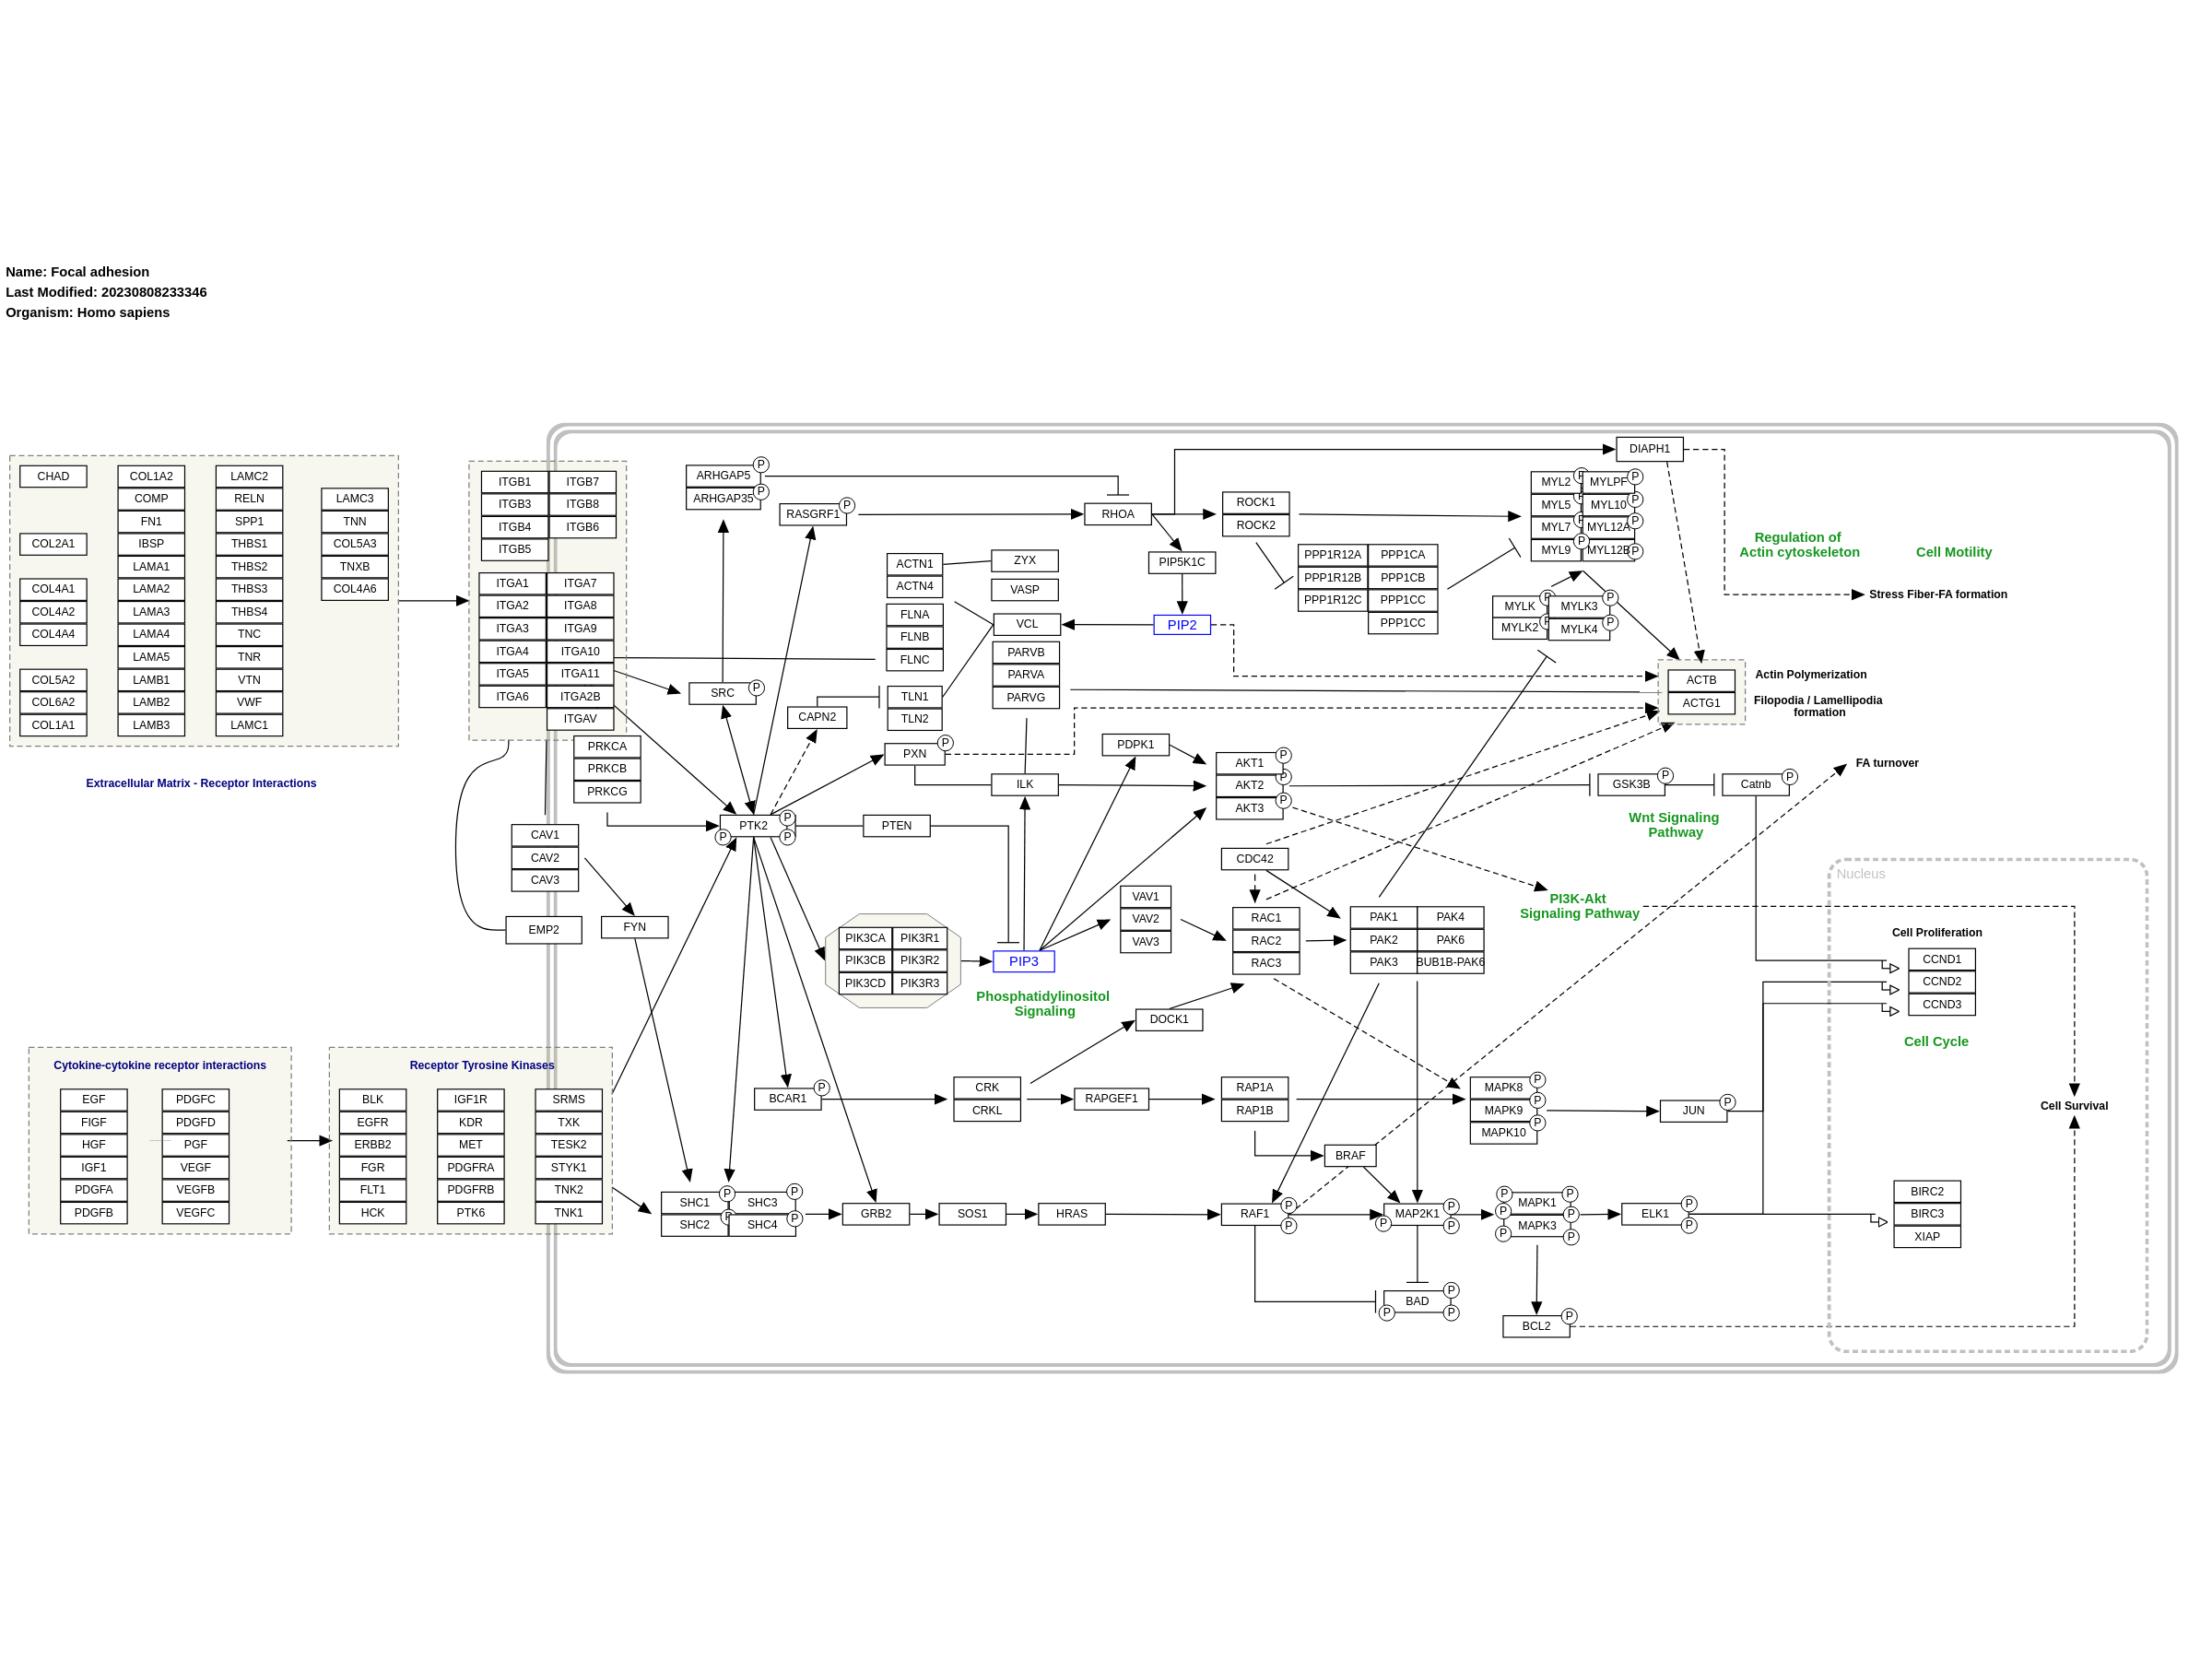 Name: Focal adhesion
Last Modified: 20230808233346
Organism: Homo sapiens
CHAD
COL2A1
COL4A1
COL4A2
COL4A4
COL5A2
COL6A2
COL1A1
COL1A2
COMP
FN1
IBSP
LAMA1
LAMA2
LAMA3
LAMA4
LAMA5
LAMB1
LAMB2
LAMB3
LAMC2
RELN
SPP1
THBS1
THBS2
THBS3
THBS4
TNC
TNR
VTN
VWF
LAMC1
LAMC3
TNN
COL5A3
TNXB
COL4A6
Extracellular Matrix - Receptor Interactions
ITGB1
ITGB3
ITGB4
ITGB5
ITGB7
ITGB8
ITGB6
ITGA1
ITGA2
ITGA3
ITGA4
ITGA5
ITGA6
ITGA7
ITGA8
ITGA9
ITGA10
ITGA11
ITGA2B
ITGAV
PRKCA
PRKCB
PRKCG
CAV1
CAV2
CAV3
EMP2
FYN
ARHGAP5
P
ARHGAP35
P
RASGRF1
P
SRC
P
CAPN2
PTK2
P
P
P
PTEN
ACTN1
ACTN4
FLNA
FLNB
FLNC
TLN1
TLN2
PXN
P
ZYX
VASP
VCL
PARVB
PARVA
PARVG
ILK
RHOA
PIP5K1C
PIP2
PDPK1
ROCK1
ROCK2
PPP1R12A
PPP1R12B
PPP1R12C
PPP1CA
PPP1CB
PPP1CC
PPP1CC
AKT1
P
AKT2
P
AKT3
P
DIAPH1
MYL2
P
MYL5
P
MYL7
P
MYL9
P
MYLPF
P
MYL10
P
MYL12A
P
MYL12B
P
MYLK
P
MYLK2
P
MYLK3
P
MYLK4
P
ACTB
ACTG1
Regulation of
Actin cytoskeleton
Cell Motility
Stress Fiber-FA formation
Actin Polymerization
Filopodia / Lamellipodia
formation
FA turnover
GSK3B
P
Catnb
P
Wnt Signaling
Pathway
PI3K-Akt
Signaling Pathway
CDC42
VAV1
VAV2
VAV3
RAC1
RAC2
RAC3
PAK1
PAK2
PAK3
PAK4
PAK6
BUB1B-PAK6
PIK3CA
PIK3CB
PIK3CD
PIK3R1
PIK3R2
PIK3R3
PIP3
Phosphatidylinositol
Signaling
DOCK1
Nucleus
Cell Proliferation
CCND1
CCND2
CCND3
Cell Cycle
Cell Survival
BIRC2
BIRC3
XIAP
Cytokine-cytokine receptor interactions
EGF
FIGF
HGF
IGF1
PDGFA
PDGFB
PDGFC
PDGFD
PGF
VEGF
VEGFB
VEGFC
Receptor Tyrosine Kinases
BLK
EGFR
ERBB2
FGR
FLT1
HCK
IGF1R
KDR
MET
PDGFRA
PDGFRB
PTK6
SRMS
TXK
TESK2
STYK1
TNK2
TNK1
BCAR1
P
CRK
CRKL
RAPGEF1
RAP1A
RAP1B
MAPK8
P
MAPK9
P
MAPK10
P
JUN
P
BRAF
SHC1
P
SHC2
P
SHC3
P
SHC4
P
GRB2
SOS1
HRAS
RAF1
P
P
MAP2K1
P
P
P
MAPK1
P
P
P
MAPK3
P
P
P
ELK1
P
P
BAD
P
P
P
BCL2
P